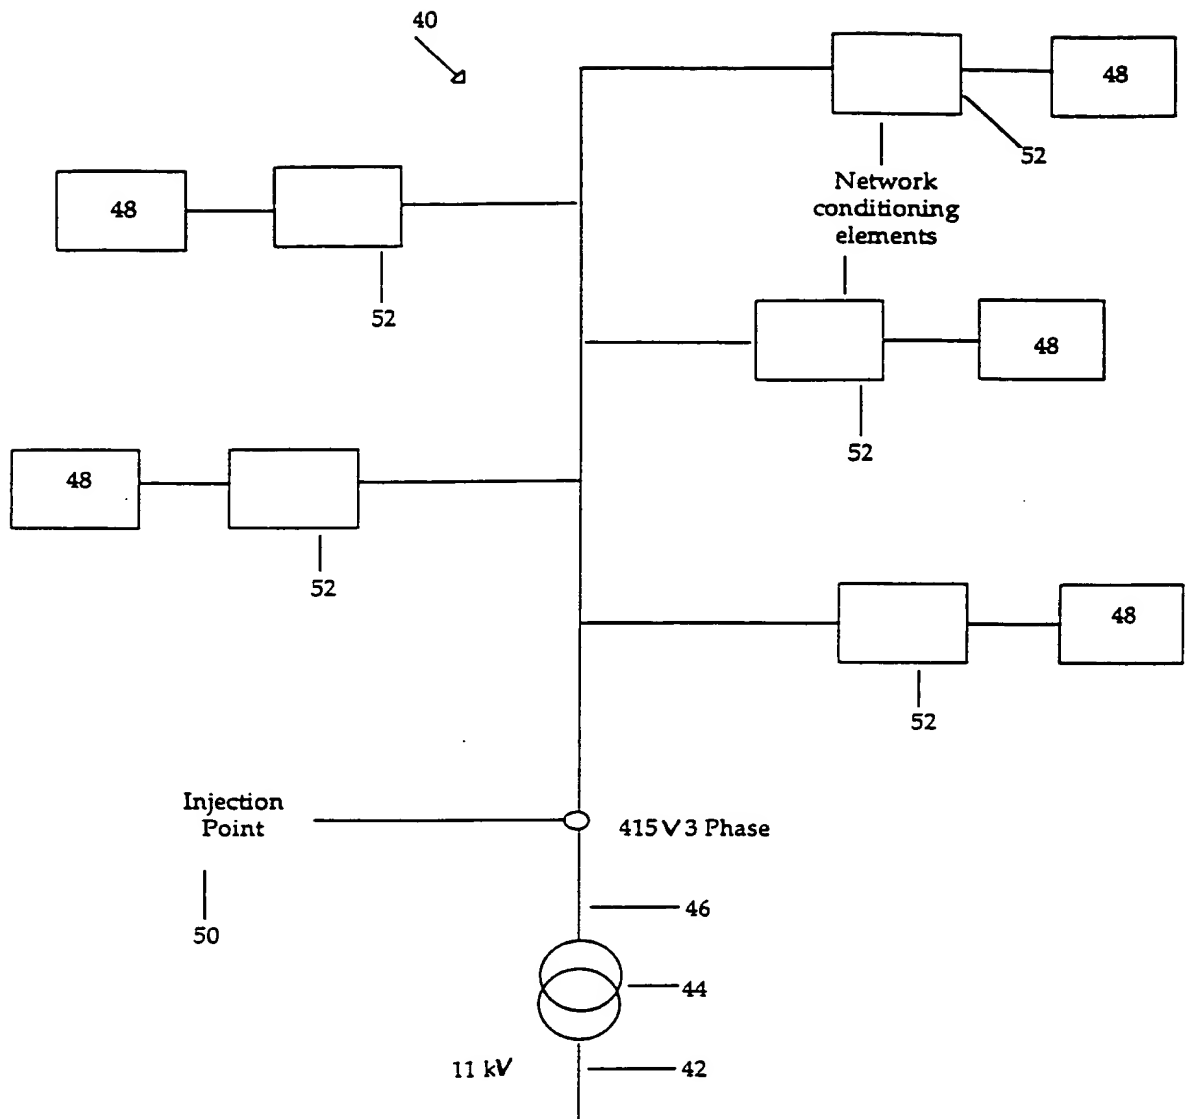 40
48
52
Network
conditioning
elements
48
52
48
52
48
52
48
52
Injection
Point
415V 3 Phase
50
46
44
11 kV
42